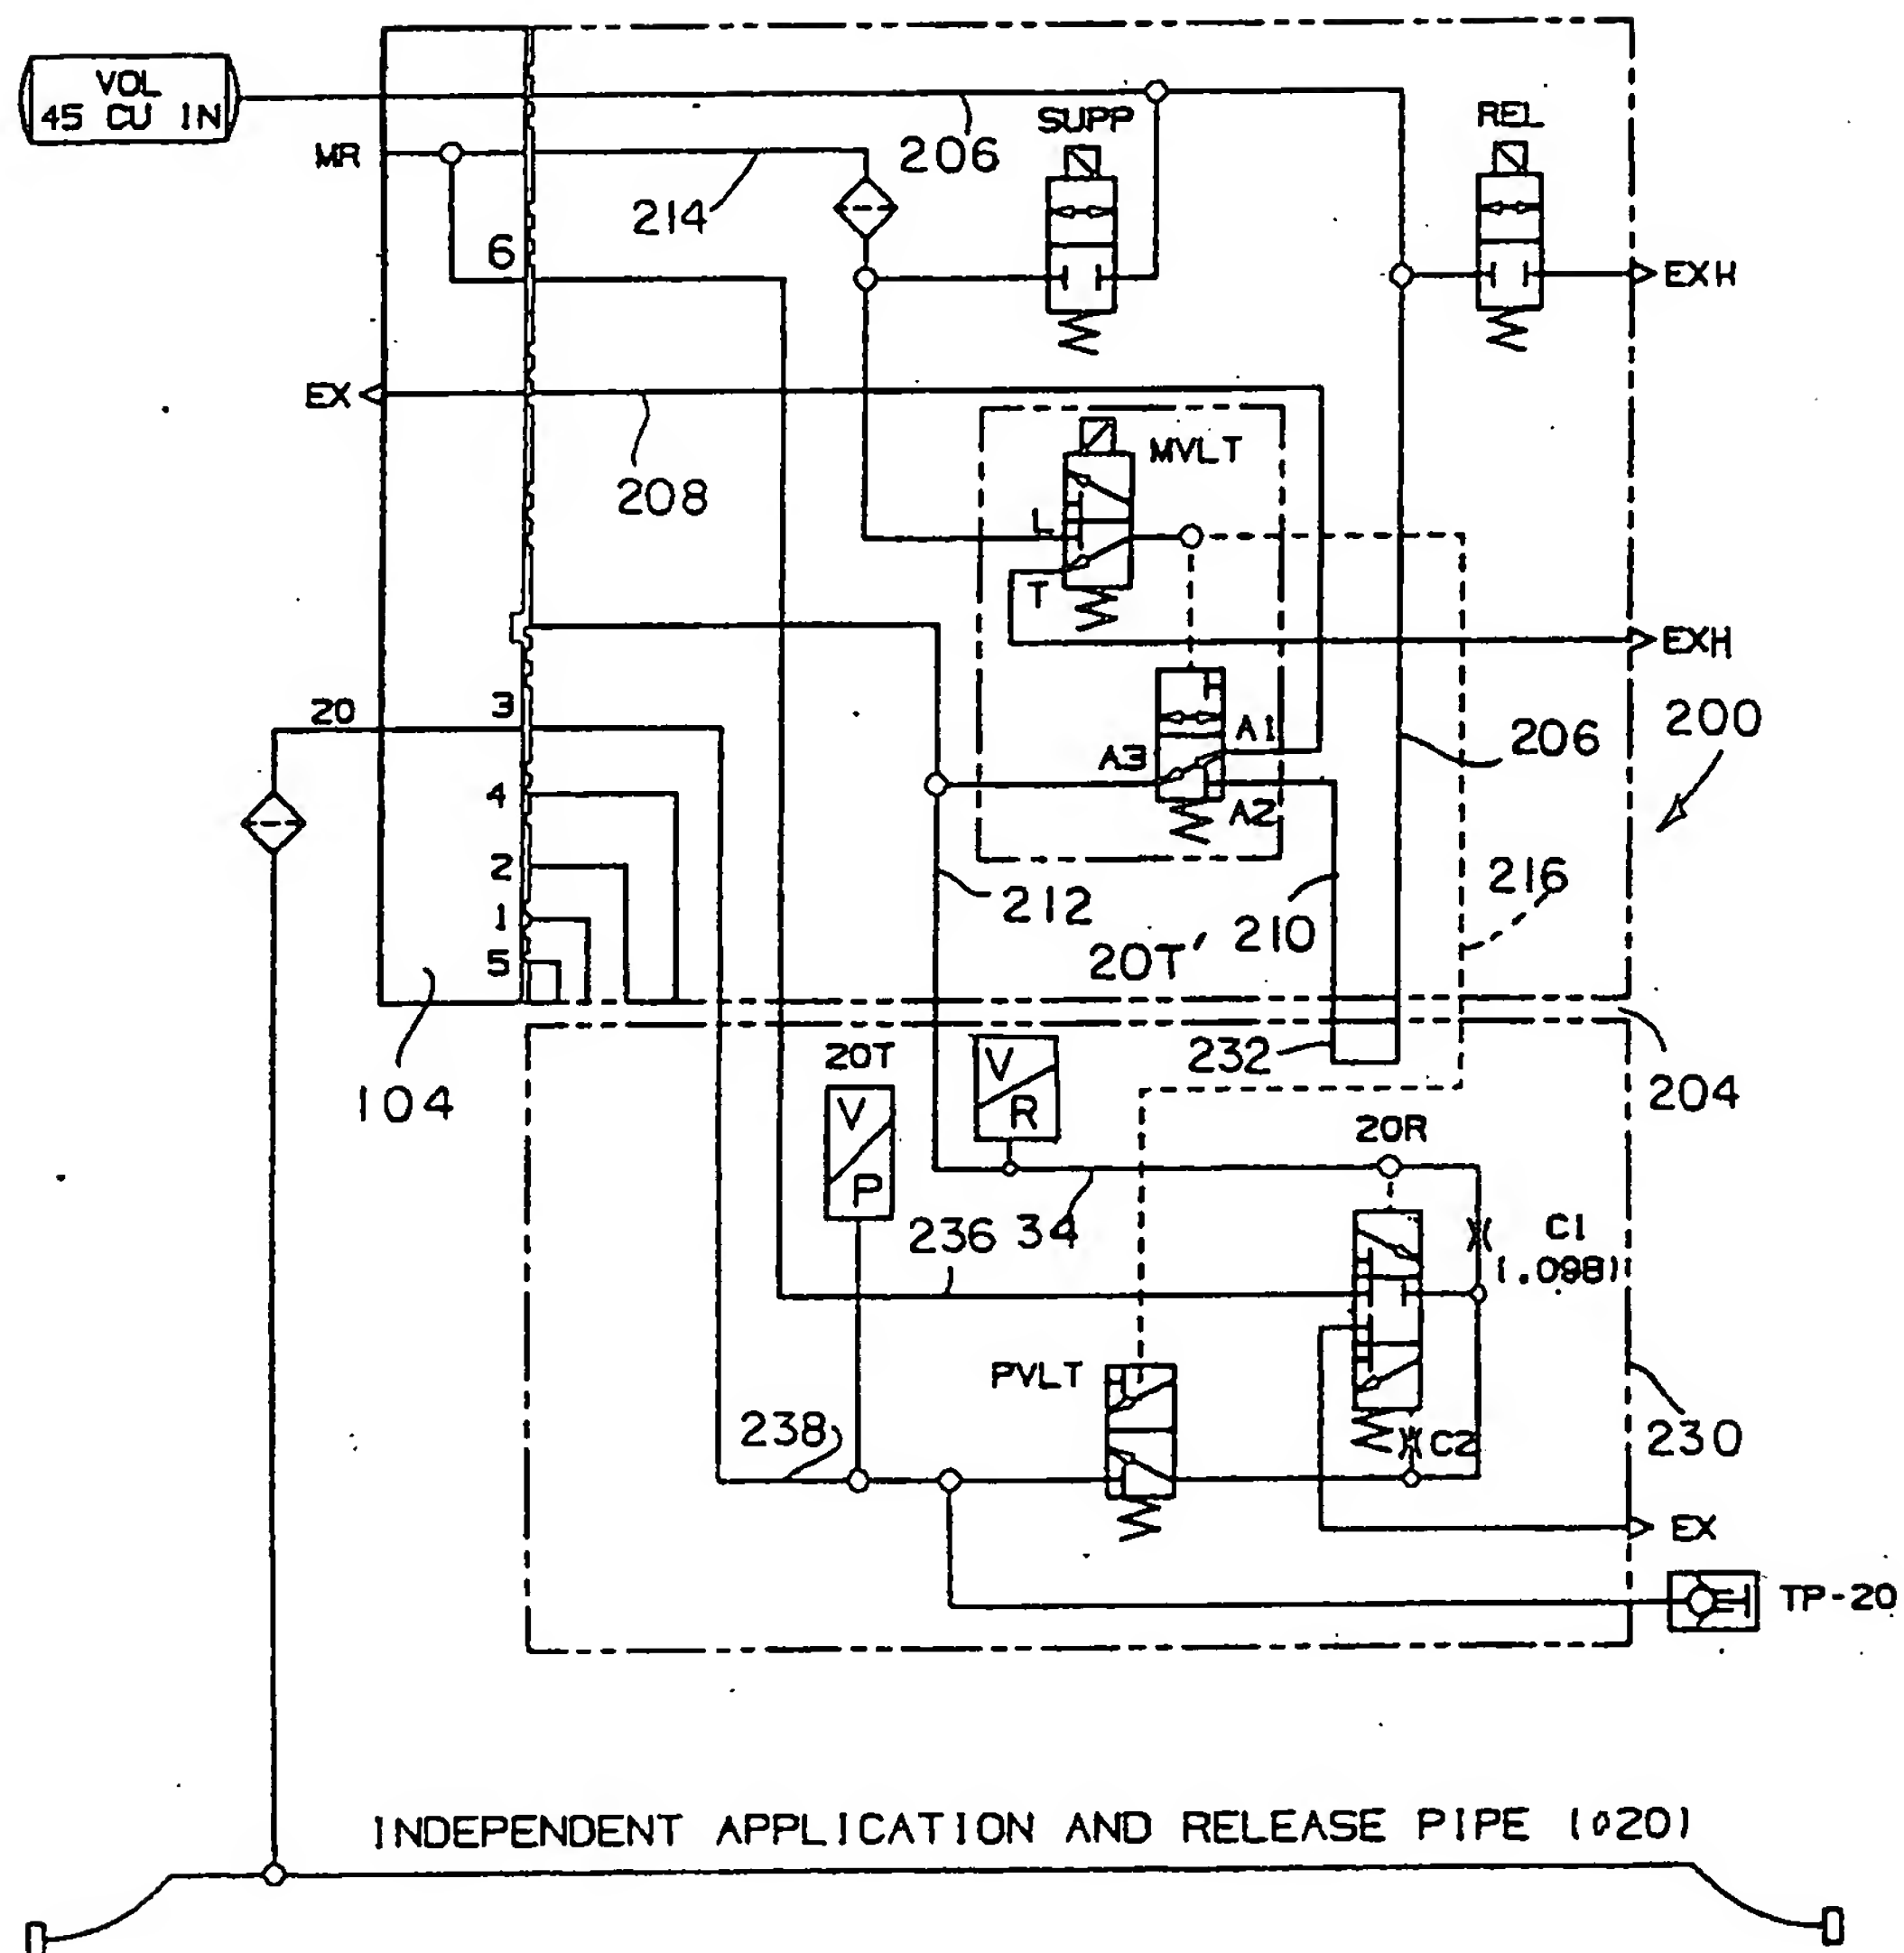 VOL
45 CU IN
SUPP
REL
MR
206
214
6
EXH
EX
MVLT
208
L
T
EXH
20
3
A1
A3
206
200
4
A2
2
212
210
216
1
20T'
5
232
20T
V
R
204
104
V
P
20R
236
34
C1
(.098)
PVLT
238
C2
230
EX
TP-20
INDEPENDENT APPLICATION AND RELEASE PIPE (#20)